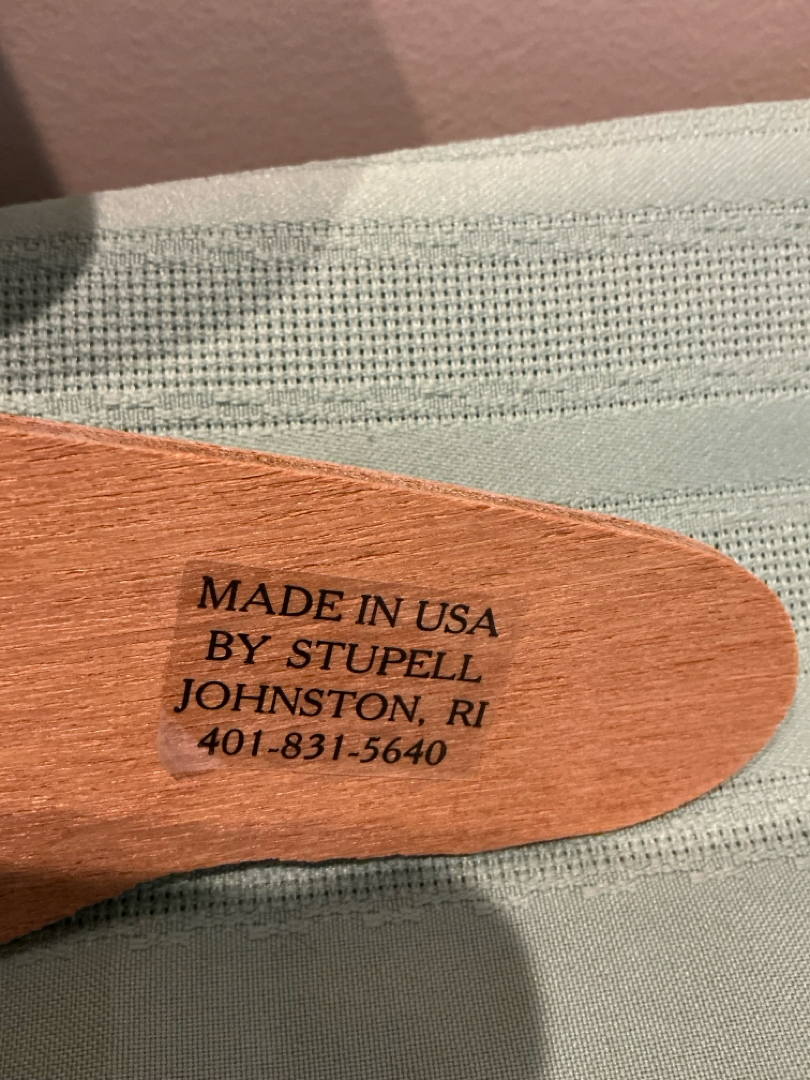 MADE IN USA
BY STUPELL
JOHNSTON, RI
401-831-5640